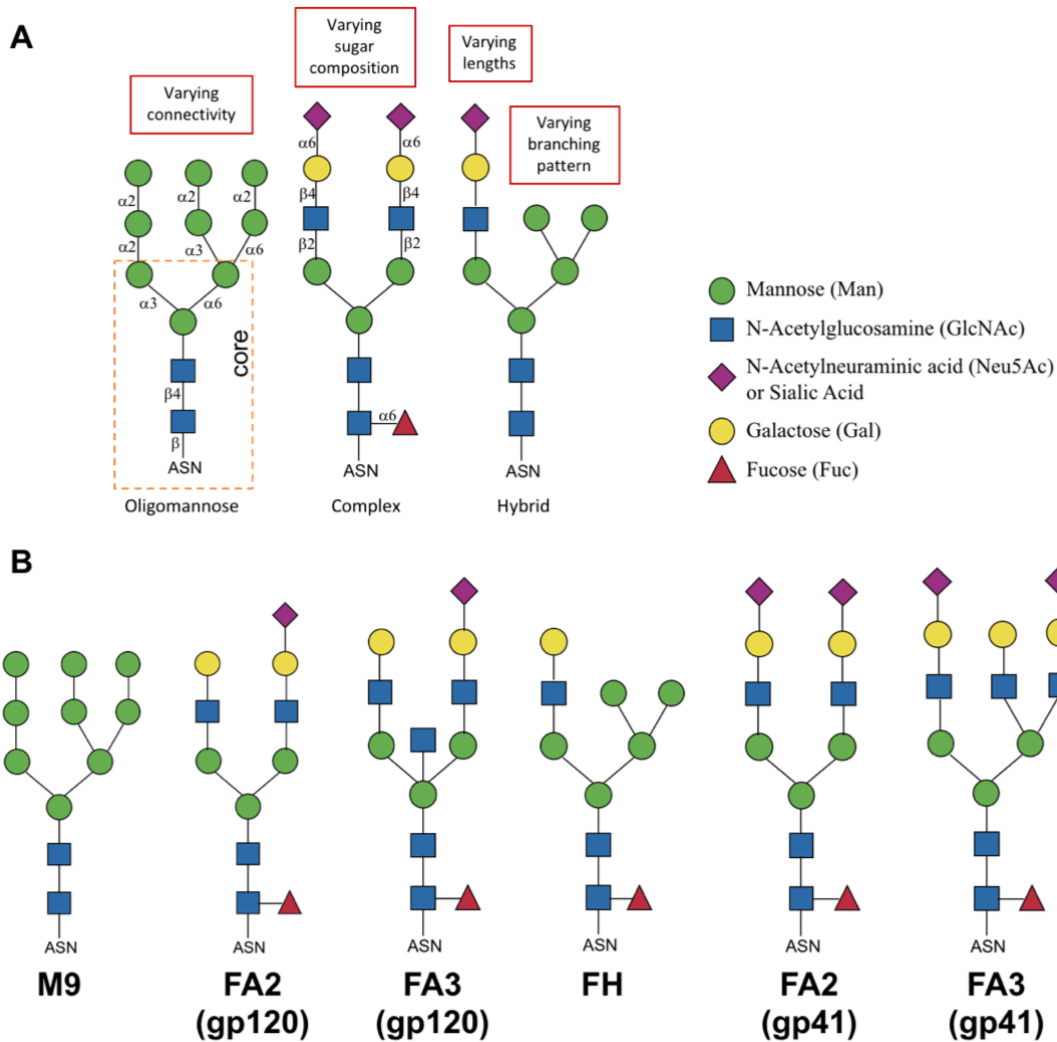 A
Varying
connectivity
Varying
sugar
composition
Varying
lengths
Varying
branching
pattern
α2
α2
α2
α2
α3
α6
α3
α6
β4
β
ASN
core
Oligomannose
α6
α6
β4
β4
β2
β2
α6
ASN
Complex
ASN
Hybrid
Mannose (Man)
N-Acetylglucosamine (GlcNAc)
N-Acetylneuraminic acid (Neu5Ac)
or Sialic Acid
Galactose (Gal)
Fucose (Fuc)
B
ASN
M9
ASN
FA2
(gp120)
ASN
FA3
(gp120)
ASN
FH
ASN
FA2
(gp41)
ASN
FA3
(gp41)